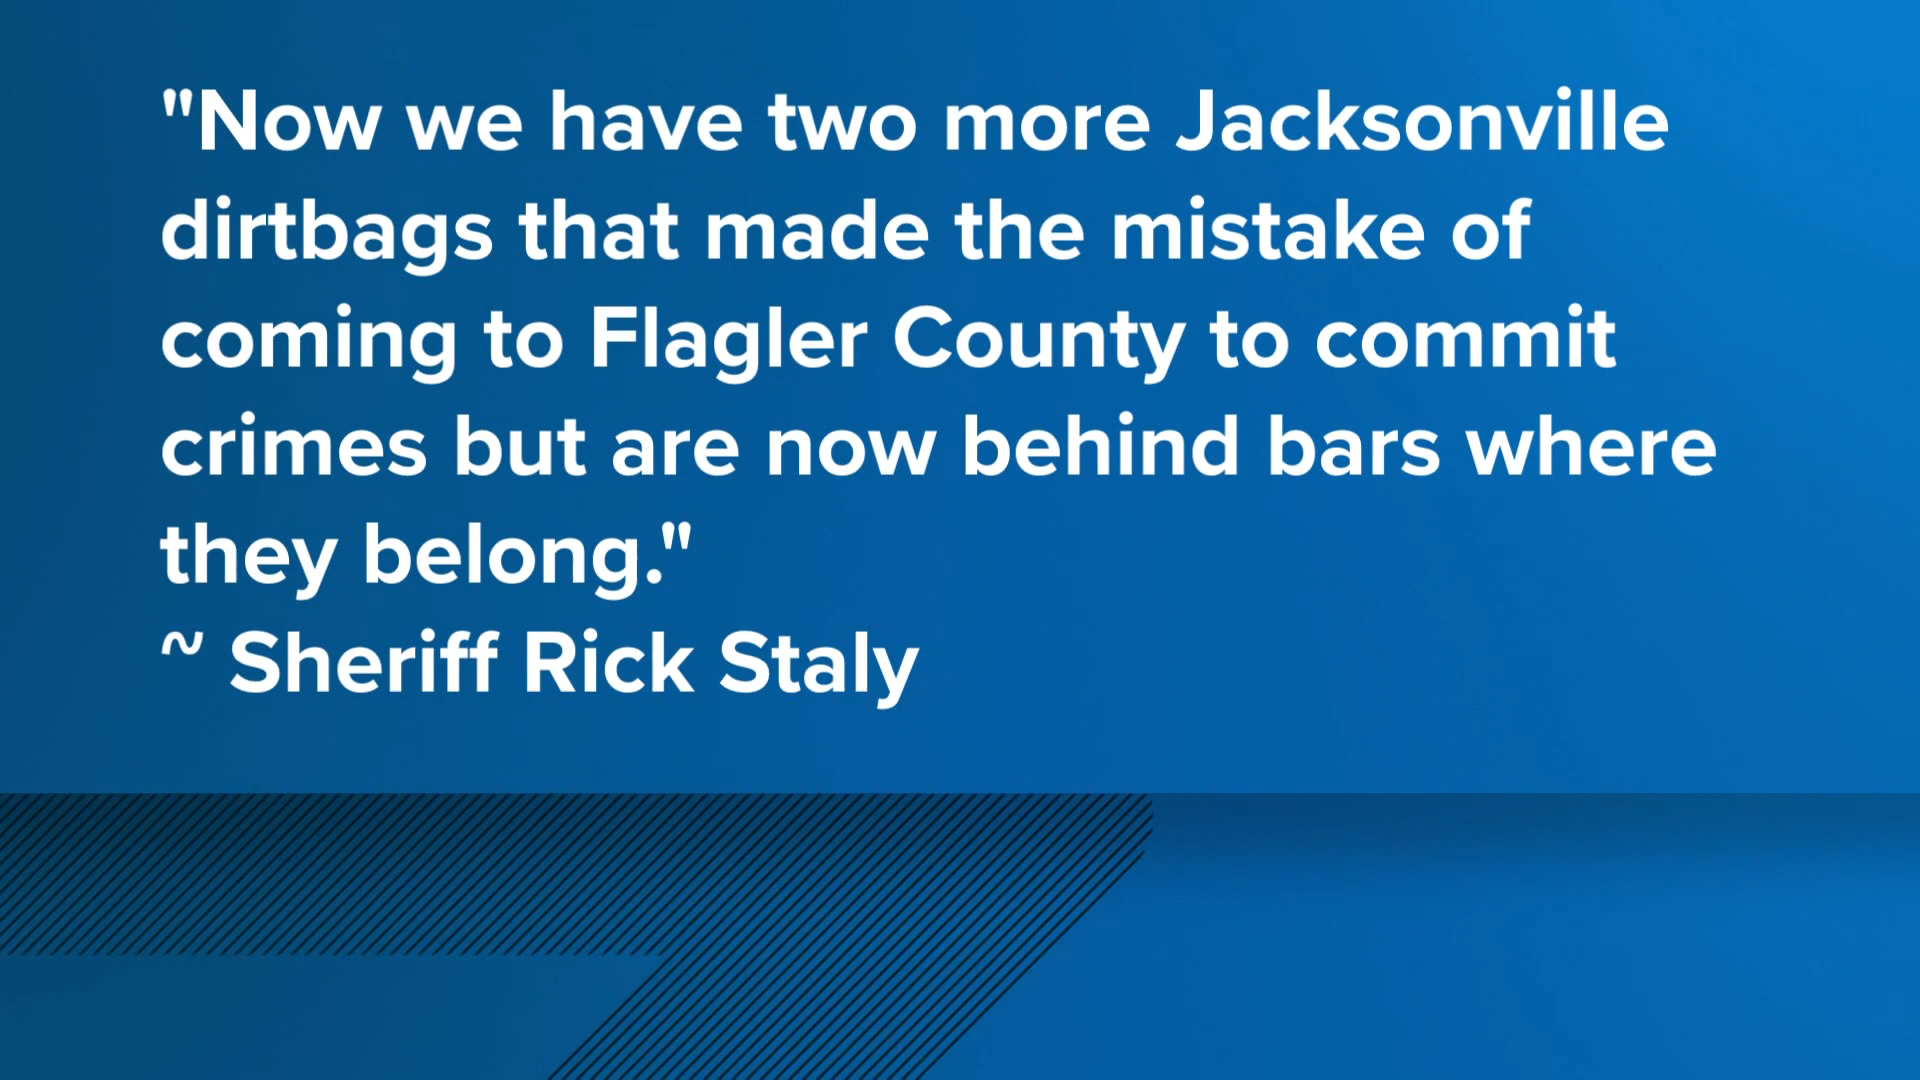 "Now we have two more Jacksonville
dirtbags that made the mistake of
coming to Flagler County to commit
crimes but are now behind bars where
they belong."
~ Sheriff Rick Staly